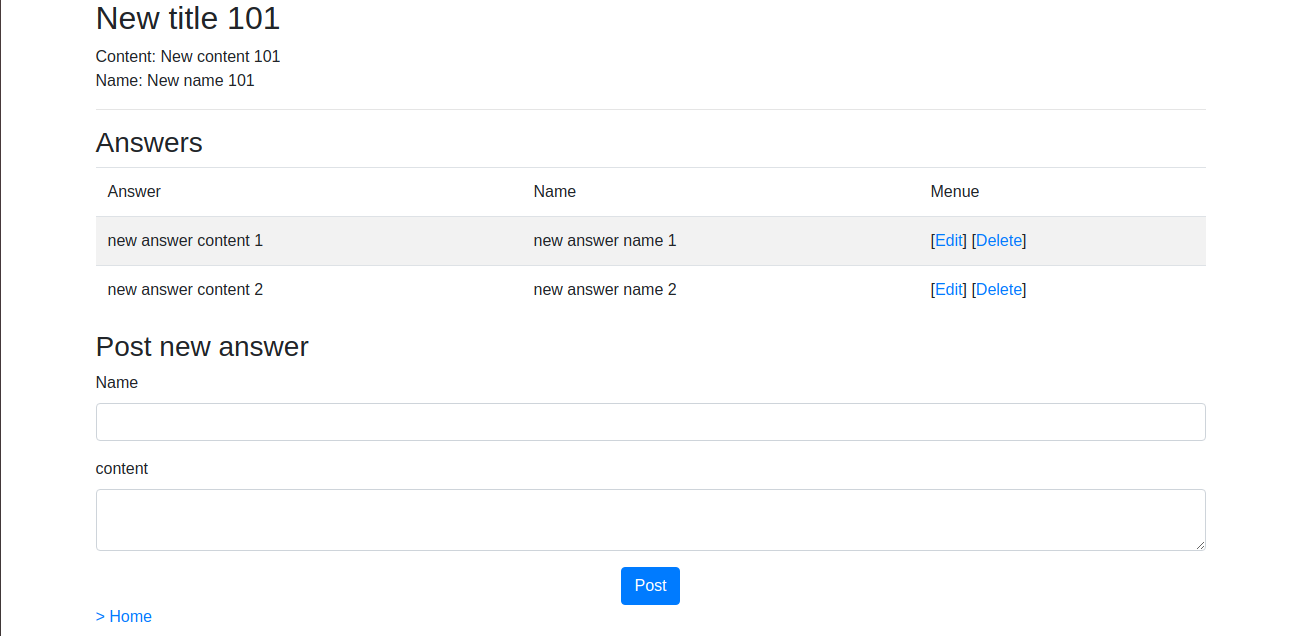 New title 101
Content: New content 101
Name: New name 101
Answers
Answer Name Menue
new answer content 1 new answer name 1 [Edit] [Delete]
new answer content 2 new answer name 2 [Edit] [Delete]
Post new answer
Name
content
Post
> Home